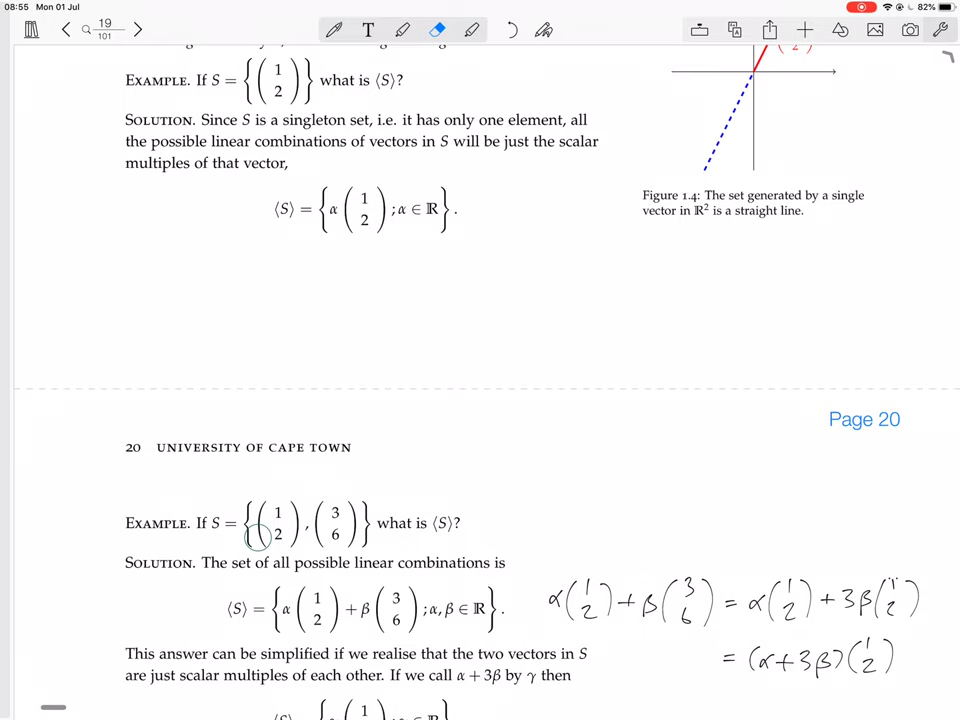 08:55 Mon 01 Jul
82%
19
101
T
2
EXAMPLE. If S = { ( 1 2 ) } what is ⟨S⟩?
SOLUTION. Since S is a singleton set, i.e. it has only one element, all
the possible linear combinations of vectors in S will be just the scalar
multiples of that vector,
⟨S⟩ = { α ( 1 2 ) ; α ∈ ℝ } .
Figure 1.4: The set generated by a single
vector in ℝ² is a straight line.
Page 20
20 UNIVERSITY OF CAPE TOWN
EXAMPLE. If S = { ( 1 2 ) , ( 3 6 ) } what is ⟨S⟩?
SOLUTION. The set of all possible linear combinations is
⟨S⟩ = { α ( 1 2 ) + β ( 3 6 ) ; α, β ∈ ℝ } .
α ( 1 2 ) + β ( 3 6 ) = α ( 1 2 ) + 3β ( 1 2 )
= (α + 3β) ( 1 2 )
This answer can be simplified if we realise that the two vectors in S
are just scalar multiples of each other. If we call α + 3β by γ then
1